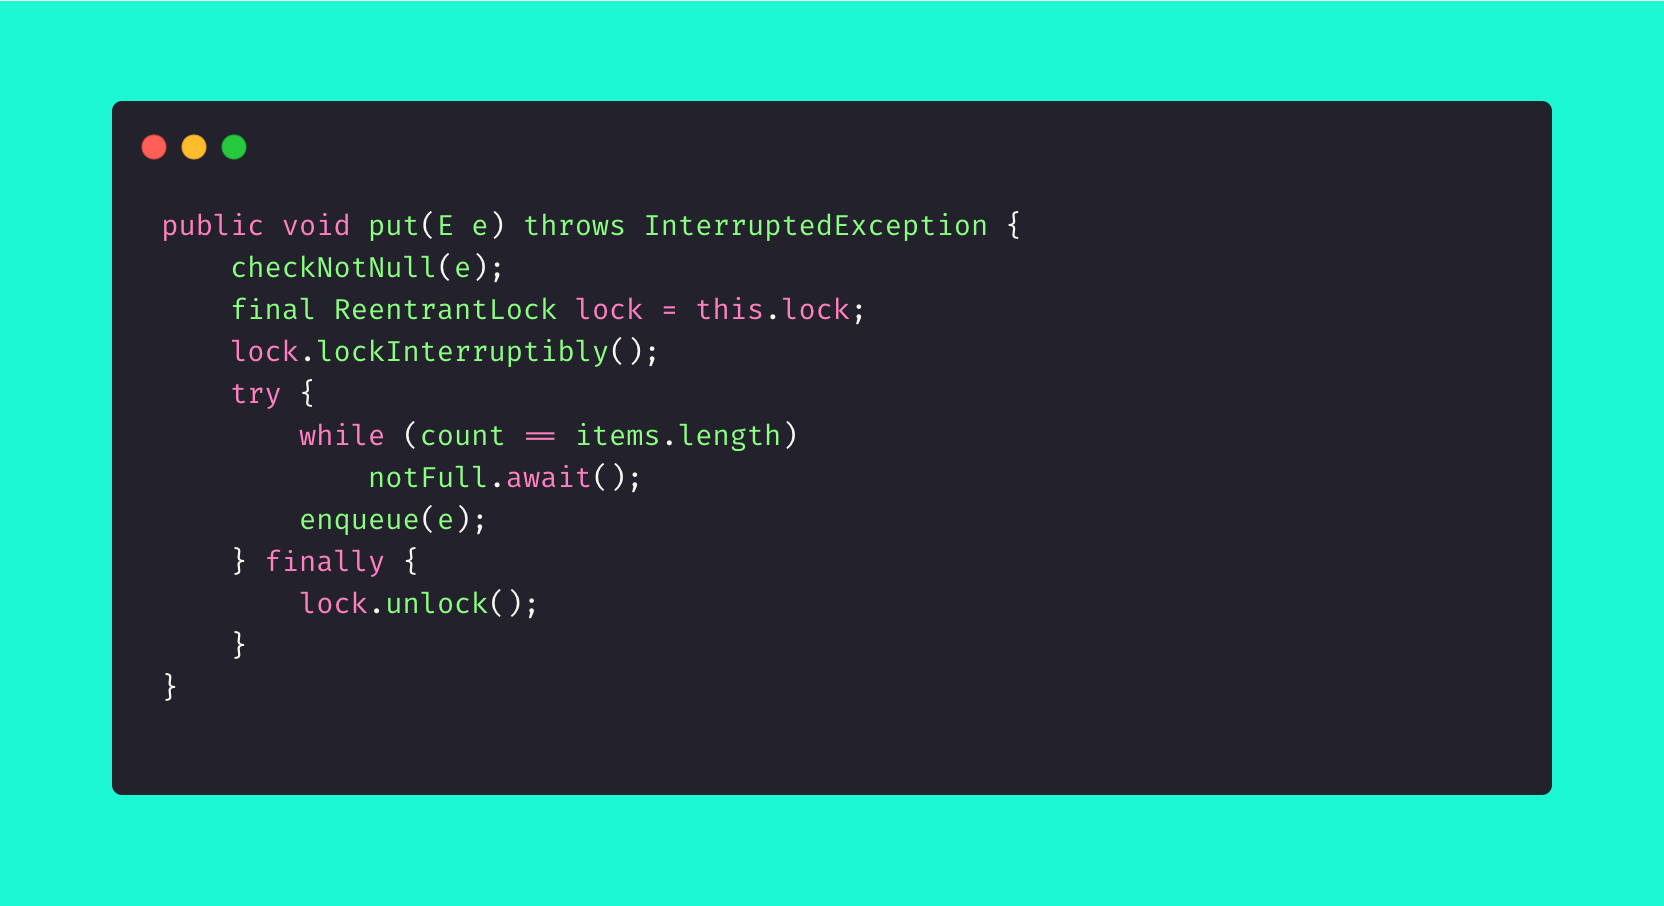 public void put(E e) throws InterruptedException {
    checkNotNull(e);
    final ReentrantLock lock = this.lock;
    lock.lockInterruptibly();
    try {
        while (count == items.length)
            notFull.await();
        enqueue(e);
    } finally {
        lock.unlock();
    }
}